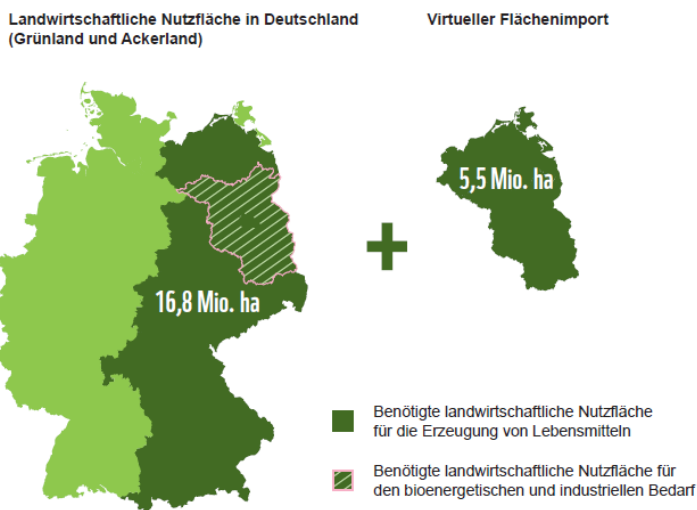 Landwirtschaftliche Nutzfläche in Deutschland
(Grünland und Ackerland)
Virtueller Flächenimport
5,5 Mio. ha
16,8 Mio. ha
Benötigte landwirtschaftliche Nutzfläche
für die Erzeugung von Lebensmitteln
Benötigte landwirtschaftliche Nutzfläche für
den bioenergetischen und industriellen Bedarf